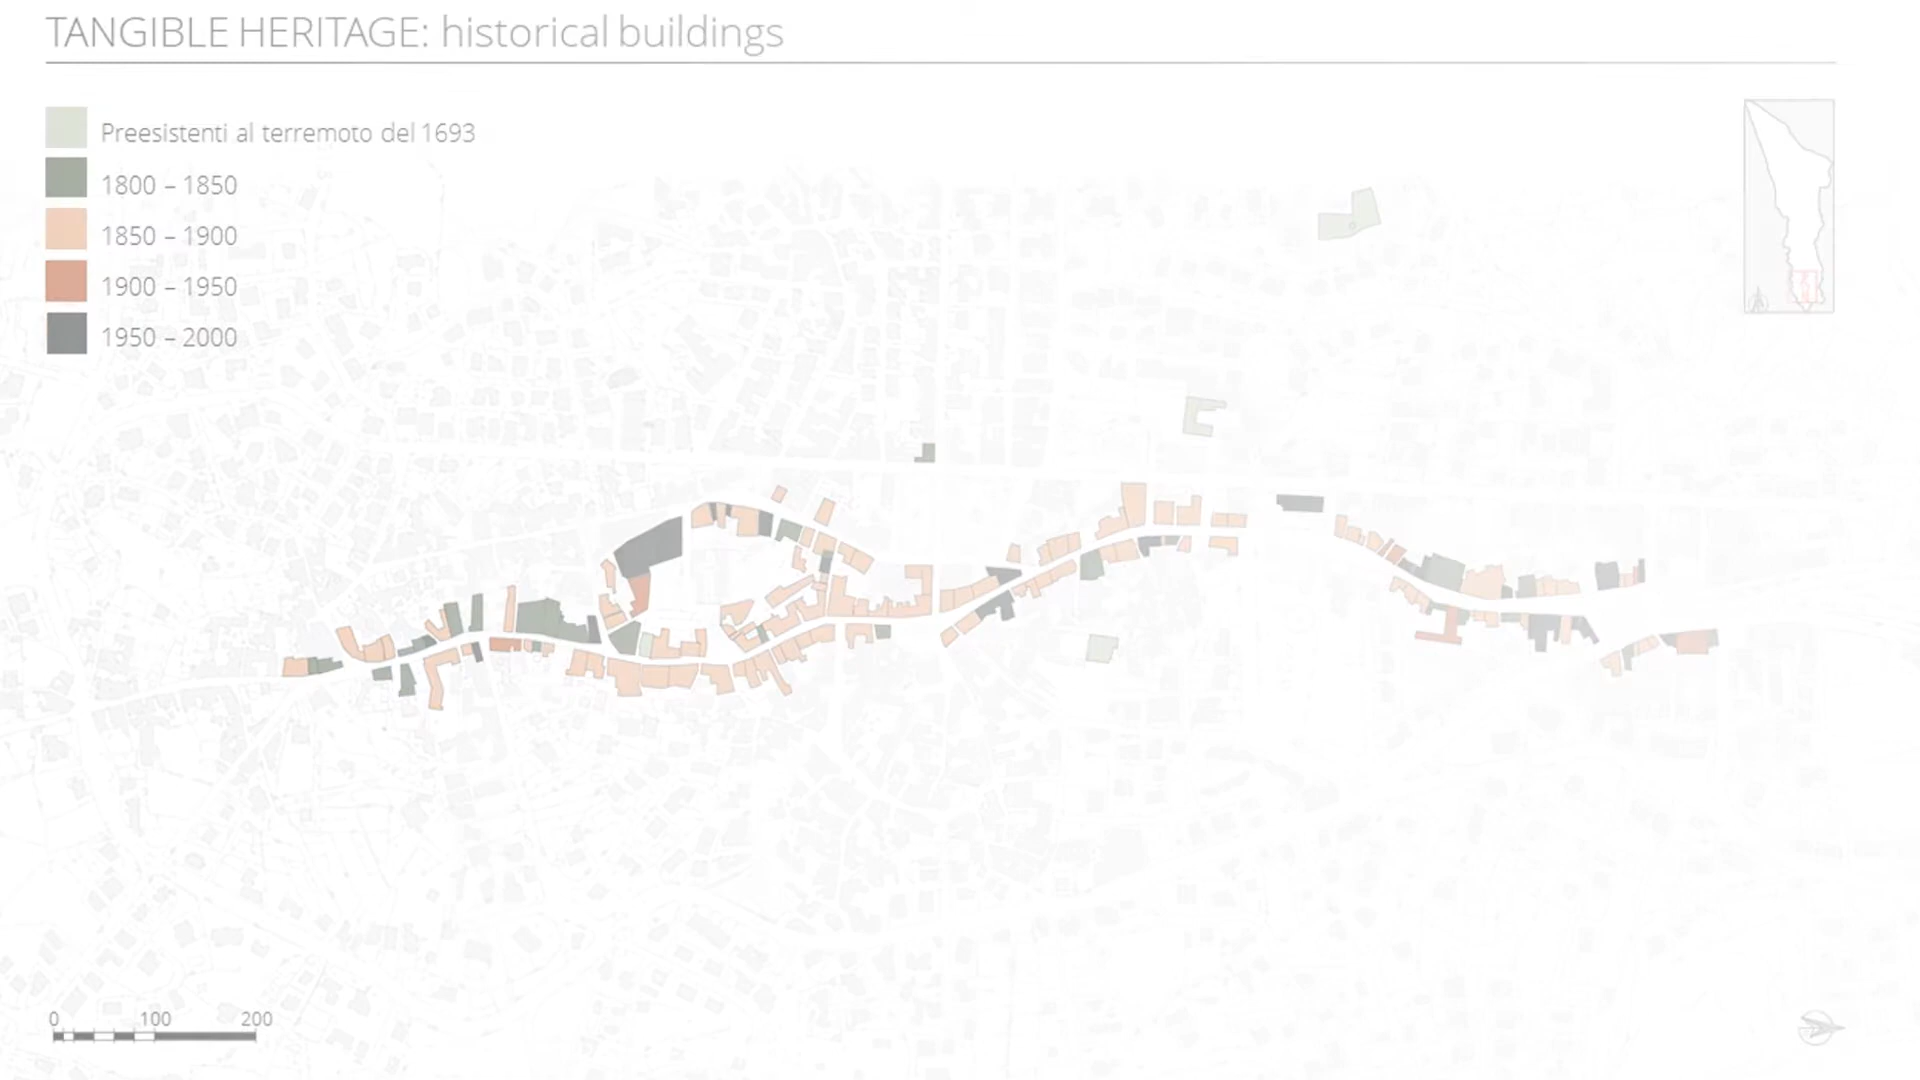 TANGIBLE HERITAGE: historical buildings
Preesistenti al terremoto del 1693
1800 – 1850
1850 – 1900
1900 – 1950
1950 – 2000
0 100 200